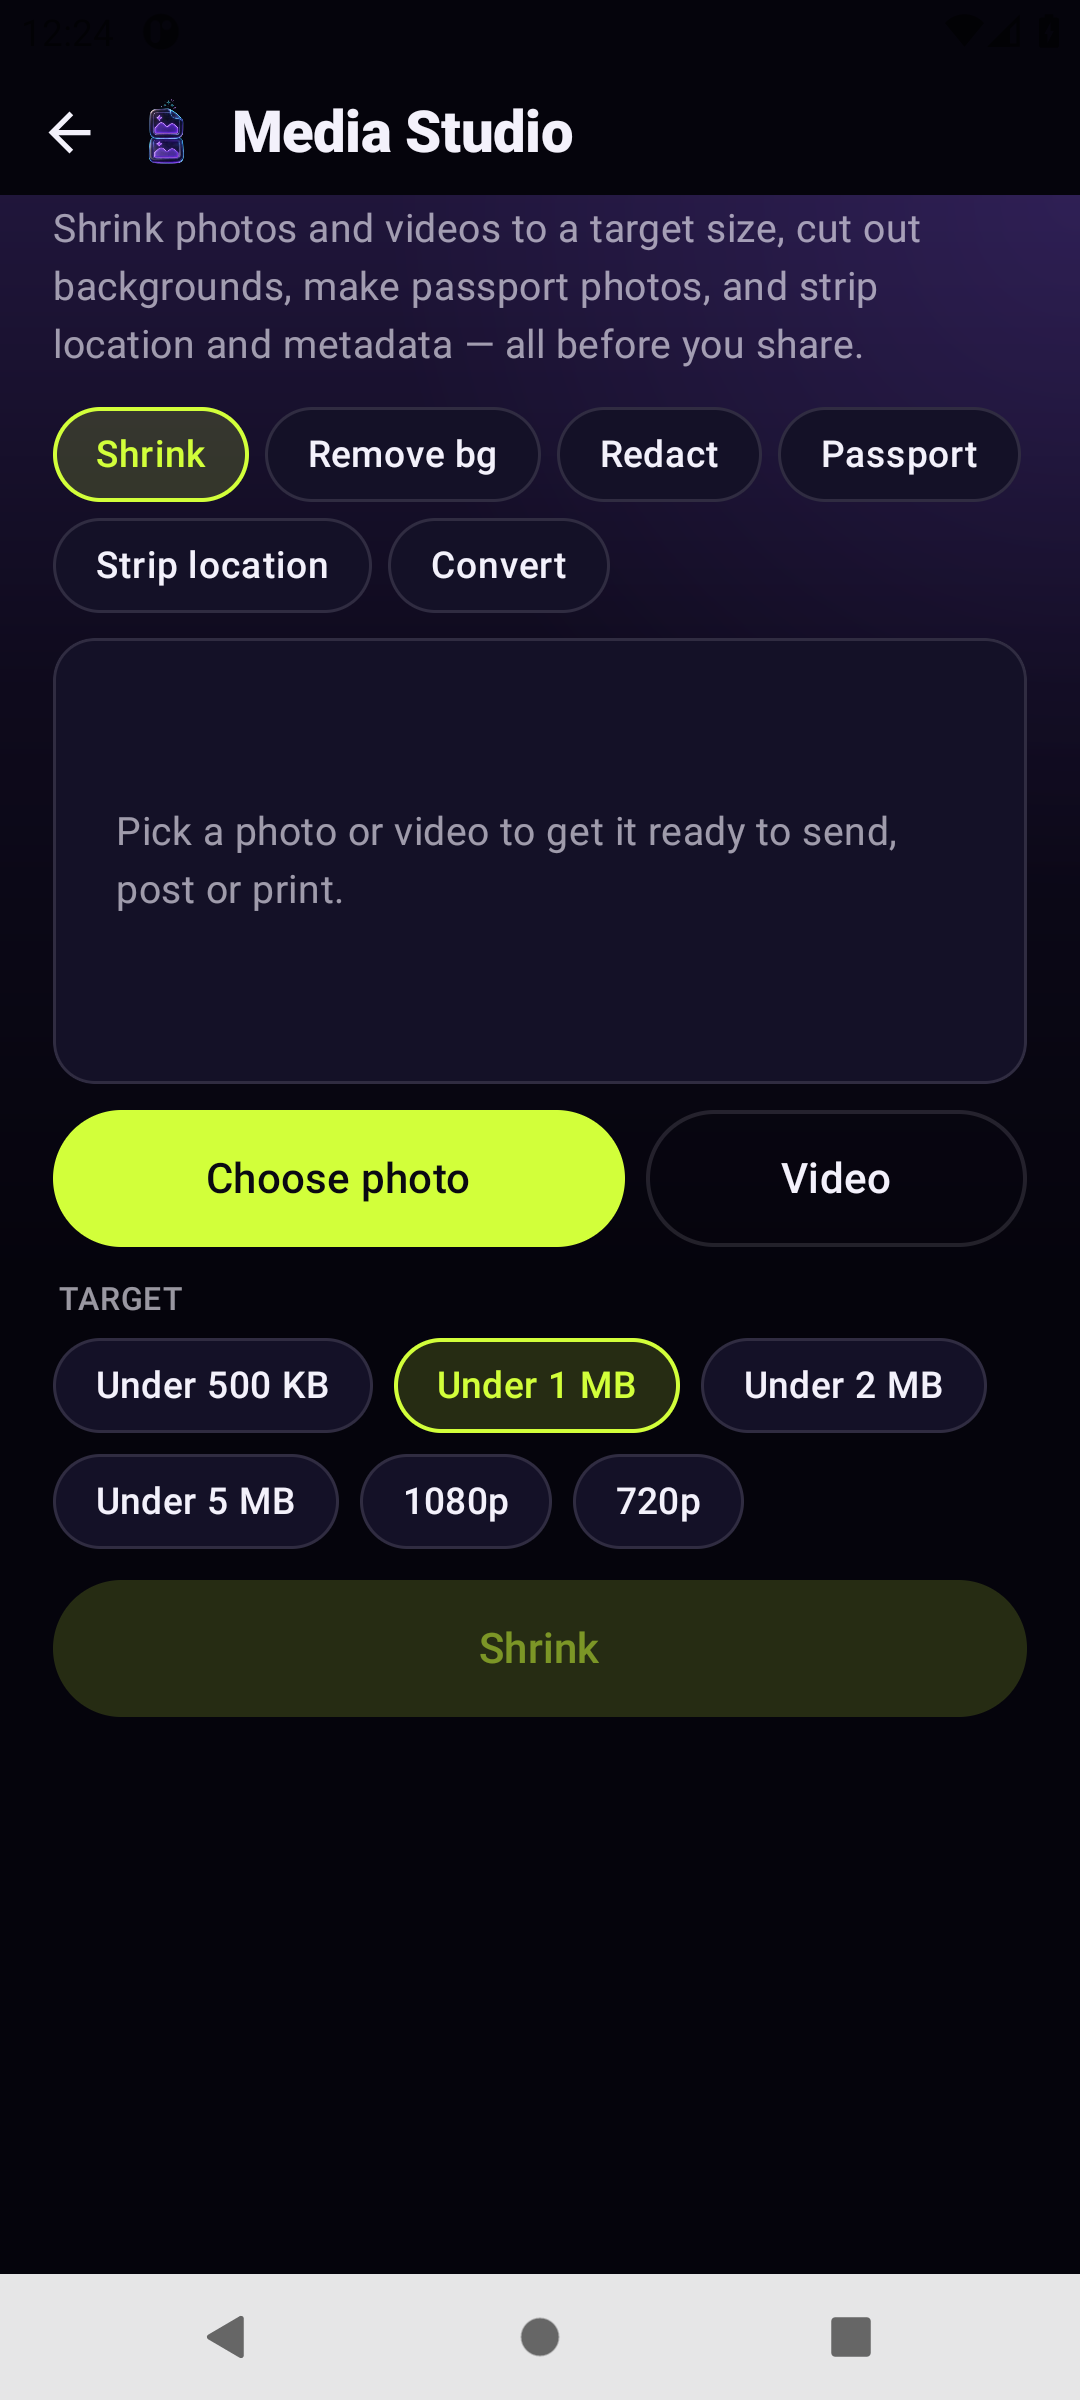 12:24
Media Studio
Shrink photos and videos to a target size, cut out
backgrounds, make passport photos, and strip
location and metadata — all before you share.
Shrink Remove bg Redact Passport
Strip location Convert
Pick a photo or video to get it ready to send,
post or print.
Choose photo Video
TARGET
Under 500 KB Under 1 MB Under 2 MB
Under 5 MB 1080p 720p
Shrink